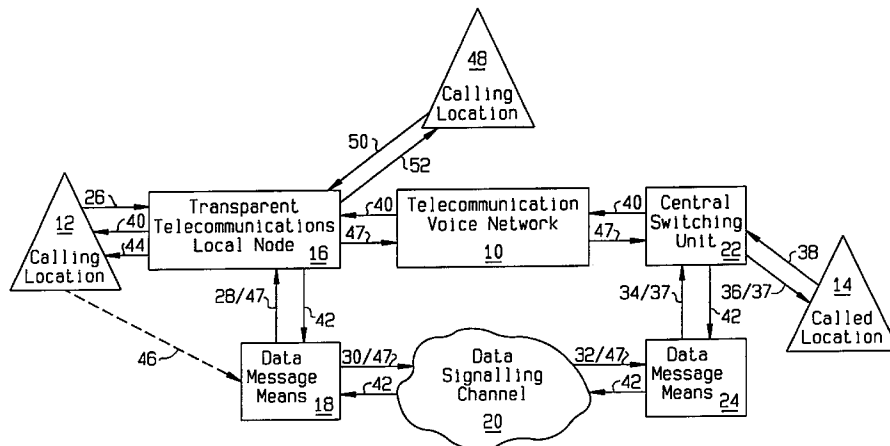 48
Calling
Location
50
52
12
Calling
Location
26
40
44
Transparent
Telecommunications
Local Node
16
40
47
Telecommunication
Voice Network
10
40
47
Central
Switching
Unit
22
38
36/37
14
Called
Location
28/47
42
34/37
42
46
Data
Message
Means
18
30/47
42
Data
Signalling
Channel
20
32/47
42
Data
Message
Means
24